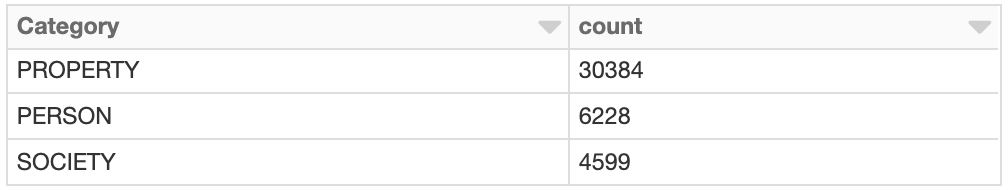 Category count
PROPERTY 30384
PERSON 6228
SOCIETY 4599